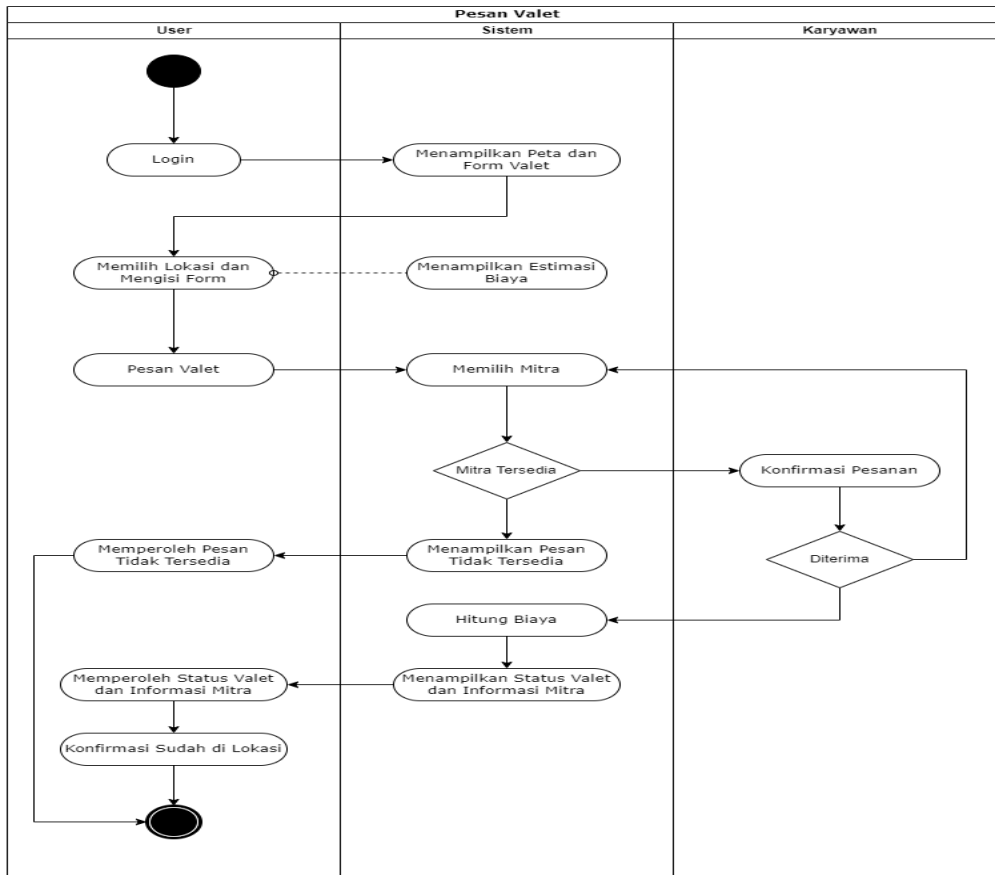 Pesan Valet
User
Sistem
Karyawan
Login
Menampilkan Peta dan
Form Valet
Memilih Lokasi dan
Mengisi Form
Menampilkan Estimasi
Biaya
Pesan Valet
Memilih Mitra
Mitra Tersedia
Konfirmasi Pesanan
Memperoleh Pesan
Tidak Tersedia
Menampilkan Pesan
Tidak Tersedia
Diterima
Hitung Biaya
Memperoleh Status Valet
dan Informasi Mitra
Menampilkan Status Valet
dan Informasi Mitra
Konfirmasi Sudah di Lokasi